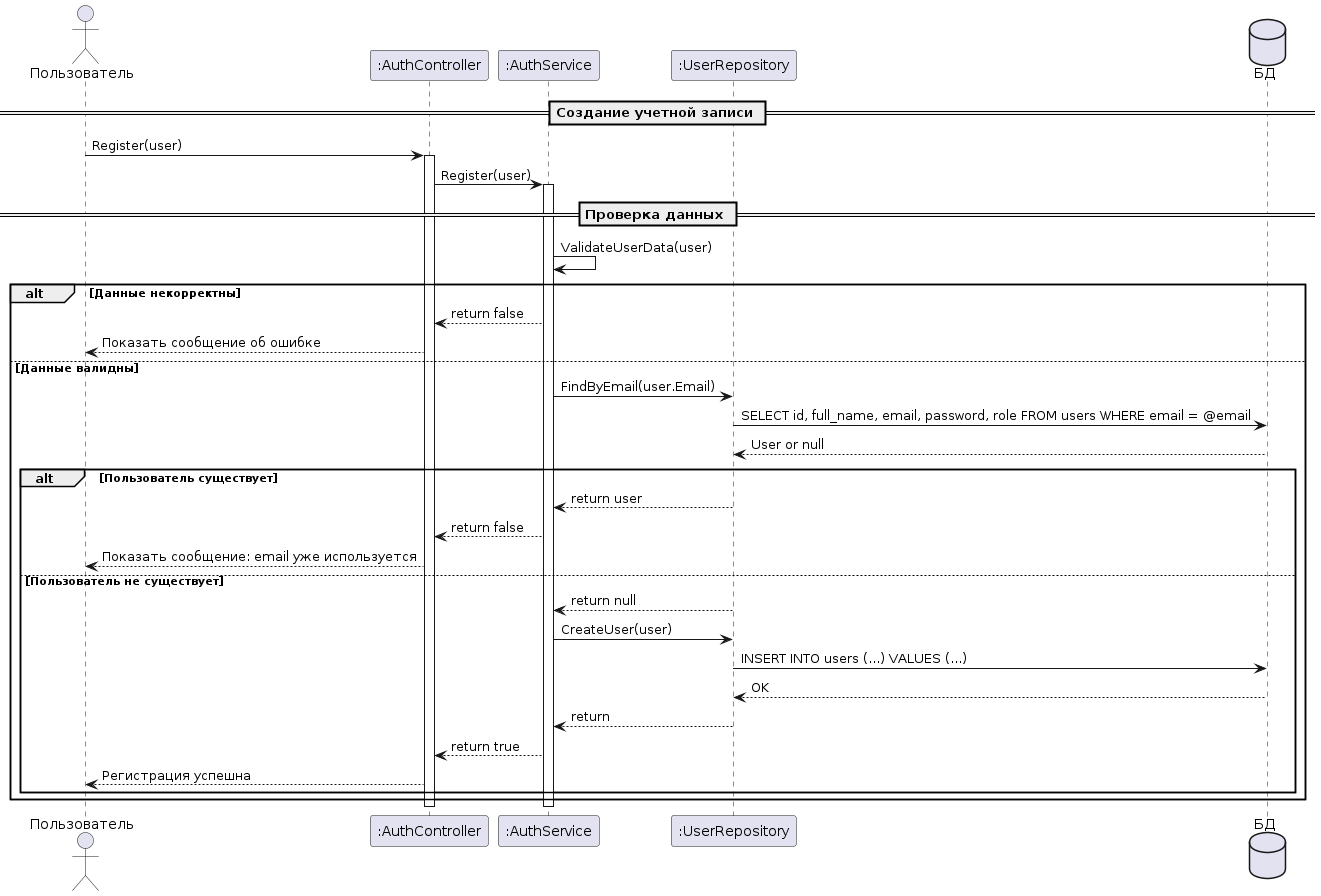 Пользователь
:AuthController
:AuthService
:UserRepository
БД
Создание учетной записи
Register(user)
Register(user)
Проверка данных
ValidateUserData(user)
alt
[Данные некорректны]
return false
Показать сообщение об ошибке
[Данные валидны]
FindByEmail(user.Email)
SELECT id, full_name, email, password, role FROM users WHERE email = @email
User or null
alt
[Пользователь существует]
return user
return false
Показать сообщение: email уже используется
[Пользователь не существует]
return null
CreateUser(user)
INSERT INTO users (...) VALUES (...)
OK
return
return true
Регистрация успешна
Пользователь
:AuthController
:AuthService
:UserRepository
БД